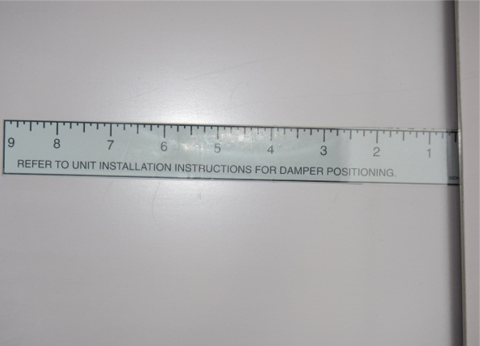 9 8 7 6 5 4 3 2 1
REFER TO UNIT INSTALLATION INSTRUCTIONS FOR DAMPER POSITIONING.